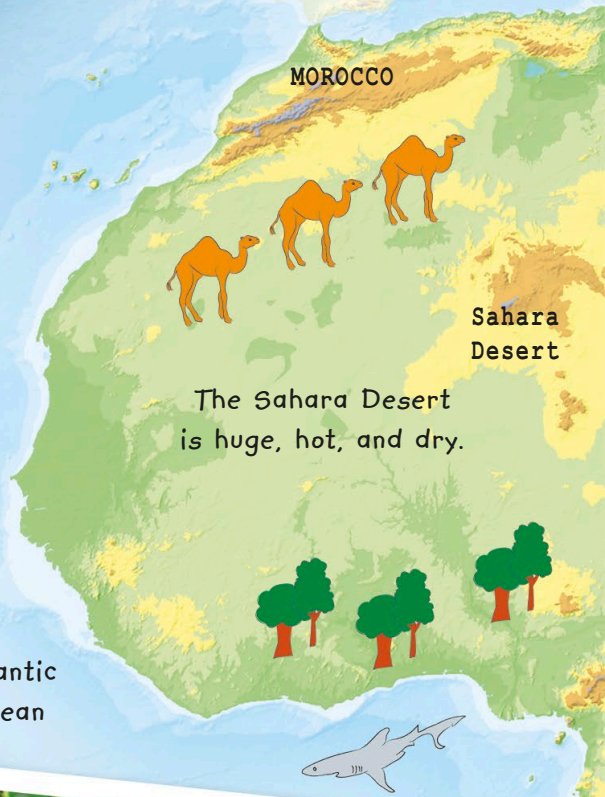 MOROCCO
Sahara
Desert
The Sahara Desert
is huge, hot, and dry.
antic
ean